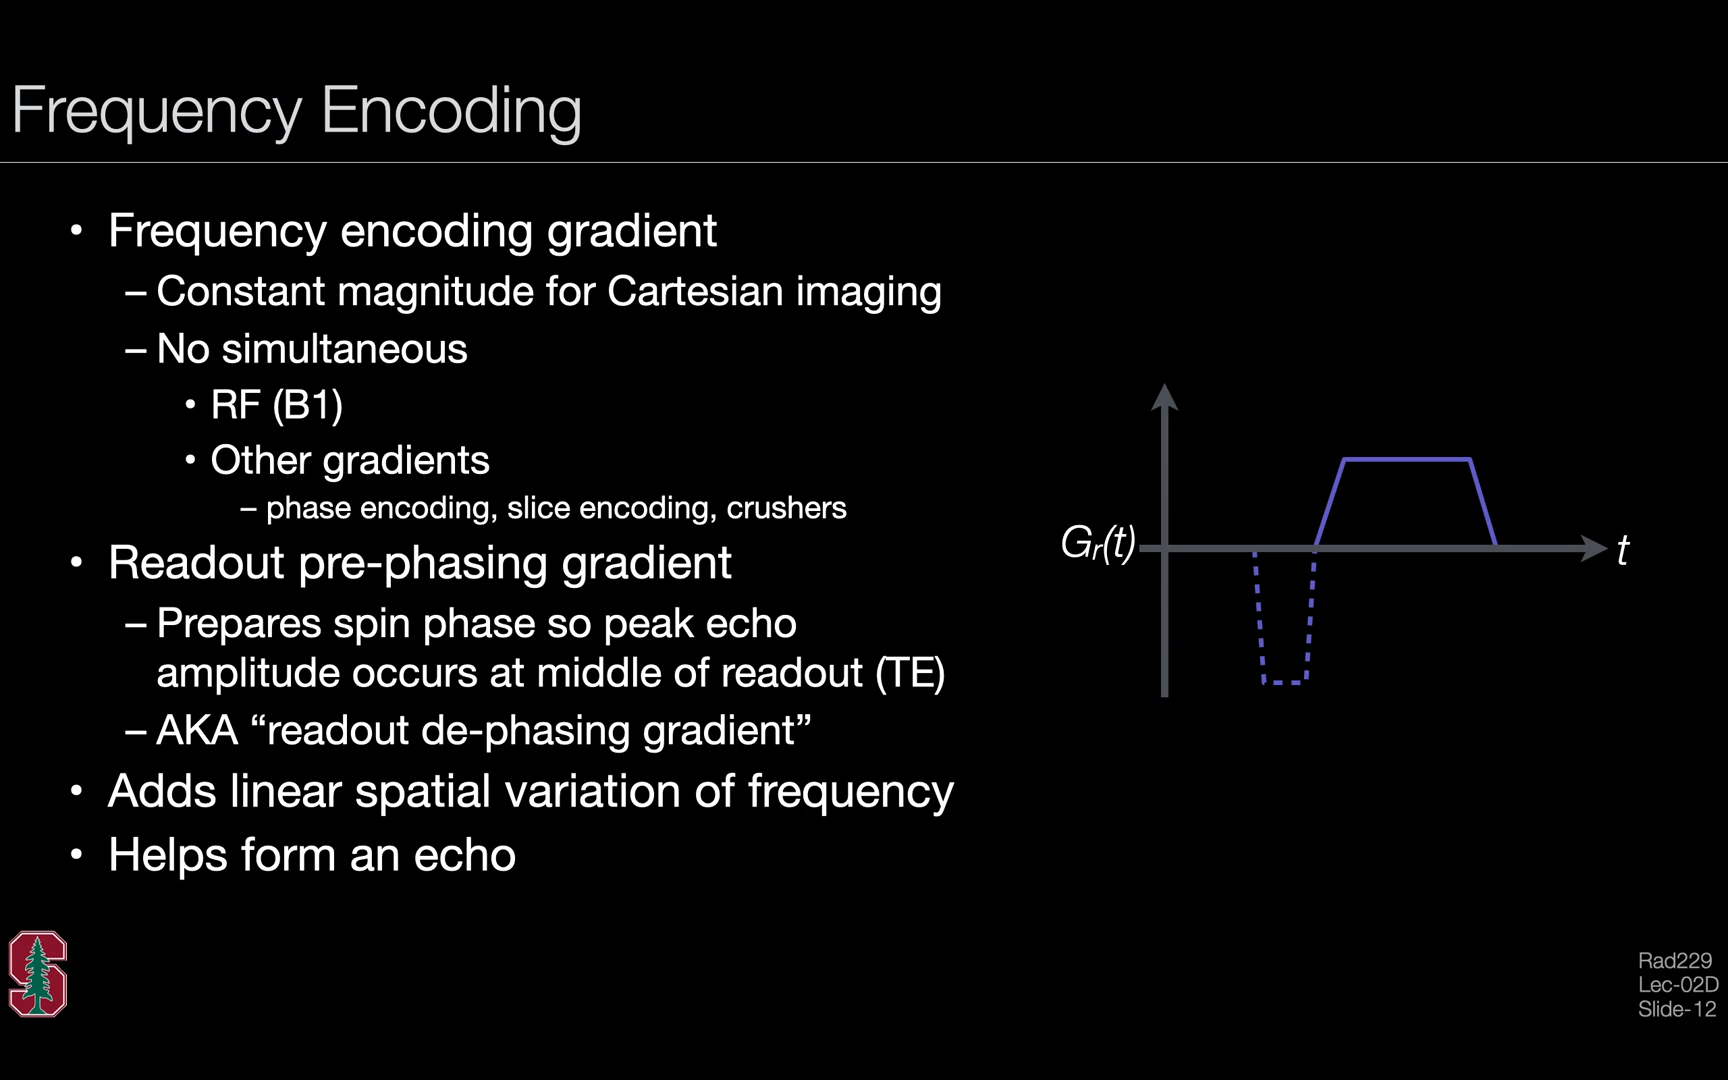 Frequency Encoding
• Frequency encoding gradient
– Constant magnitude for Cartesian imaging
– No simultaneous
• RF (B1)
• Other gradients
– phase encoding, slice encoding, crushers
• Readout pre-phasing gradient
– Prepares spin phase so peak echo
amplitude occurs at middle of readout (TE)
– AKA “readout de-phasing gradient”
• Adds linear spatial variation of frequency
• Helps form an echo
Gr(t)
t
Rad229
Lec-02D
Slide-12